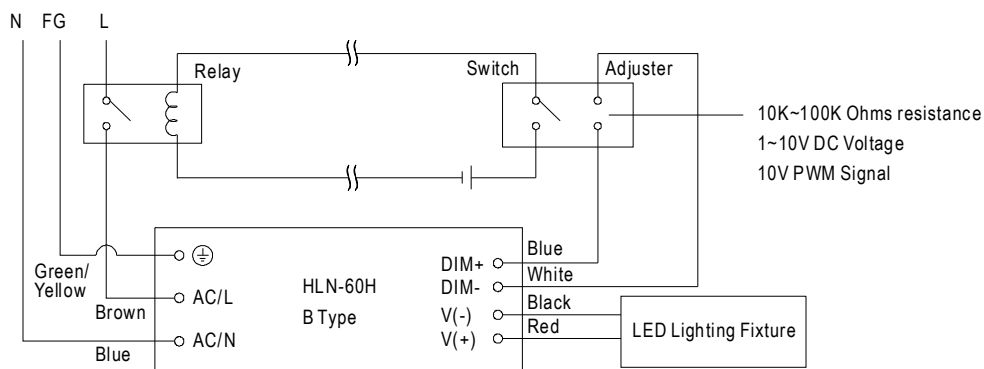 N FG L
Relay
Switch
Adjuster
10K~100K Ohms resistance
1~10V DC Voltage
10V PWM Signal
Green/
Yellow
Brown
Blue
AC/L
AC/N
HLN-60H
B Type
DIM+
DIM-
V(-)
V(+)
Blue
White
Black
Red
LED Lighting Fixture